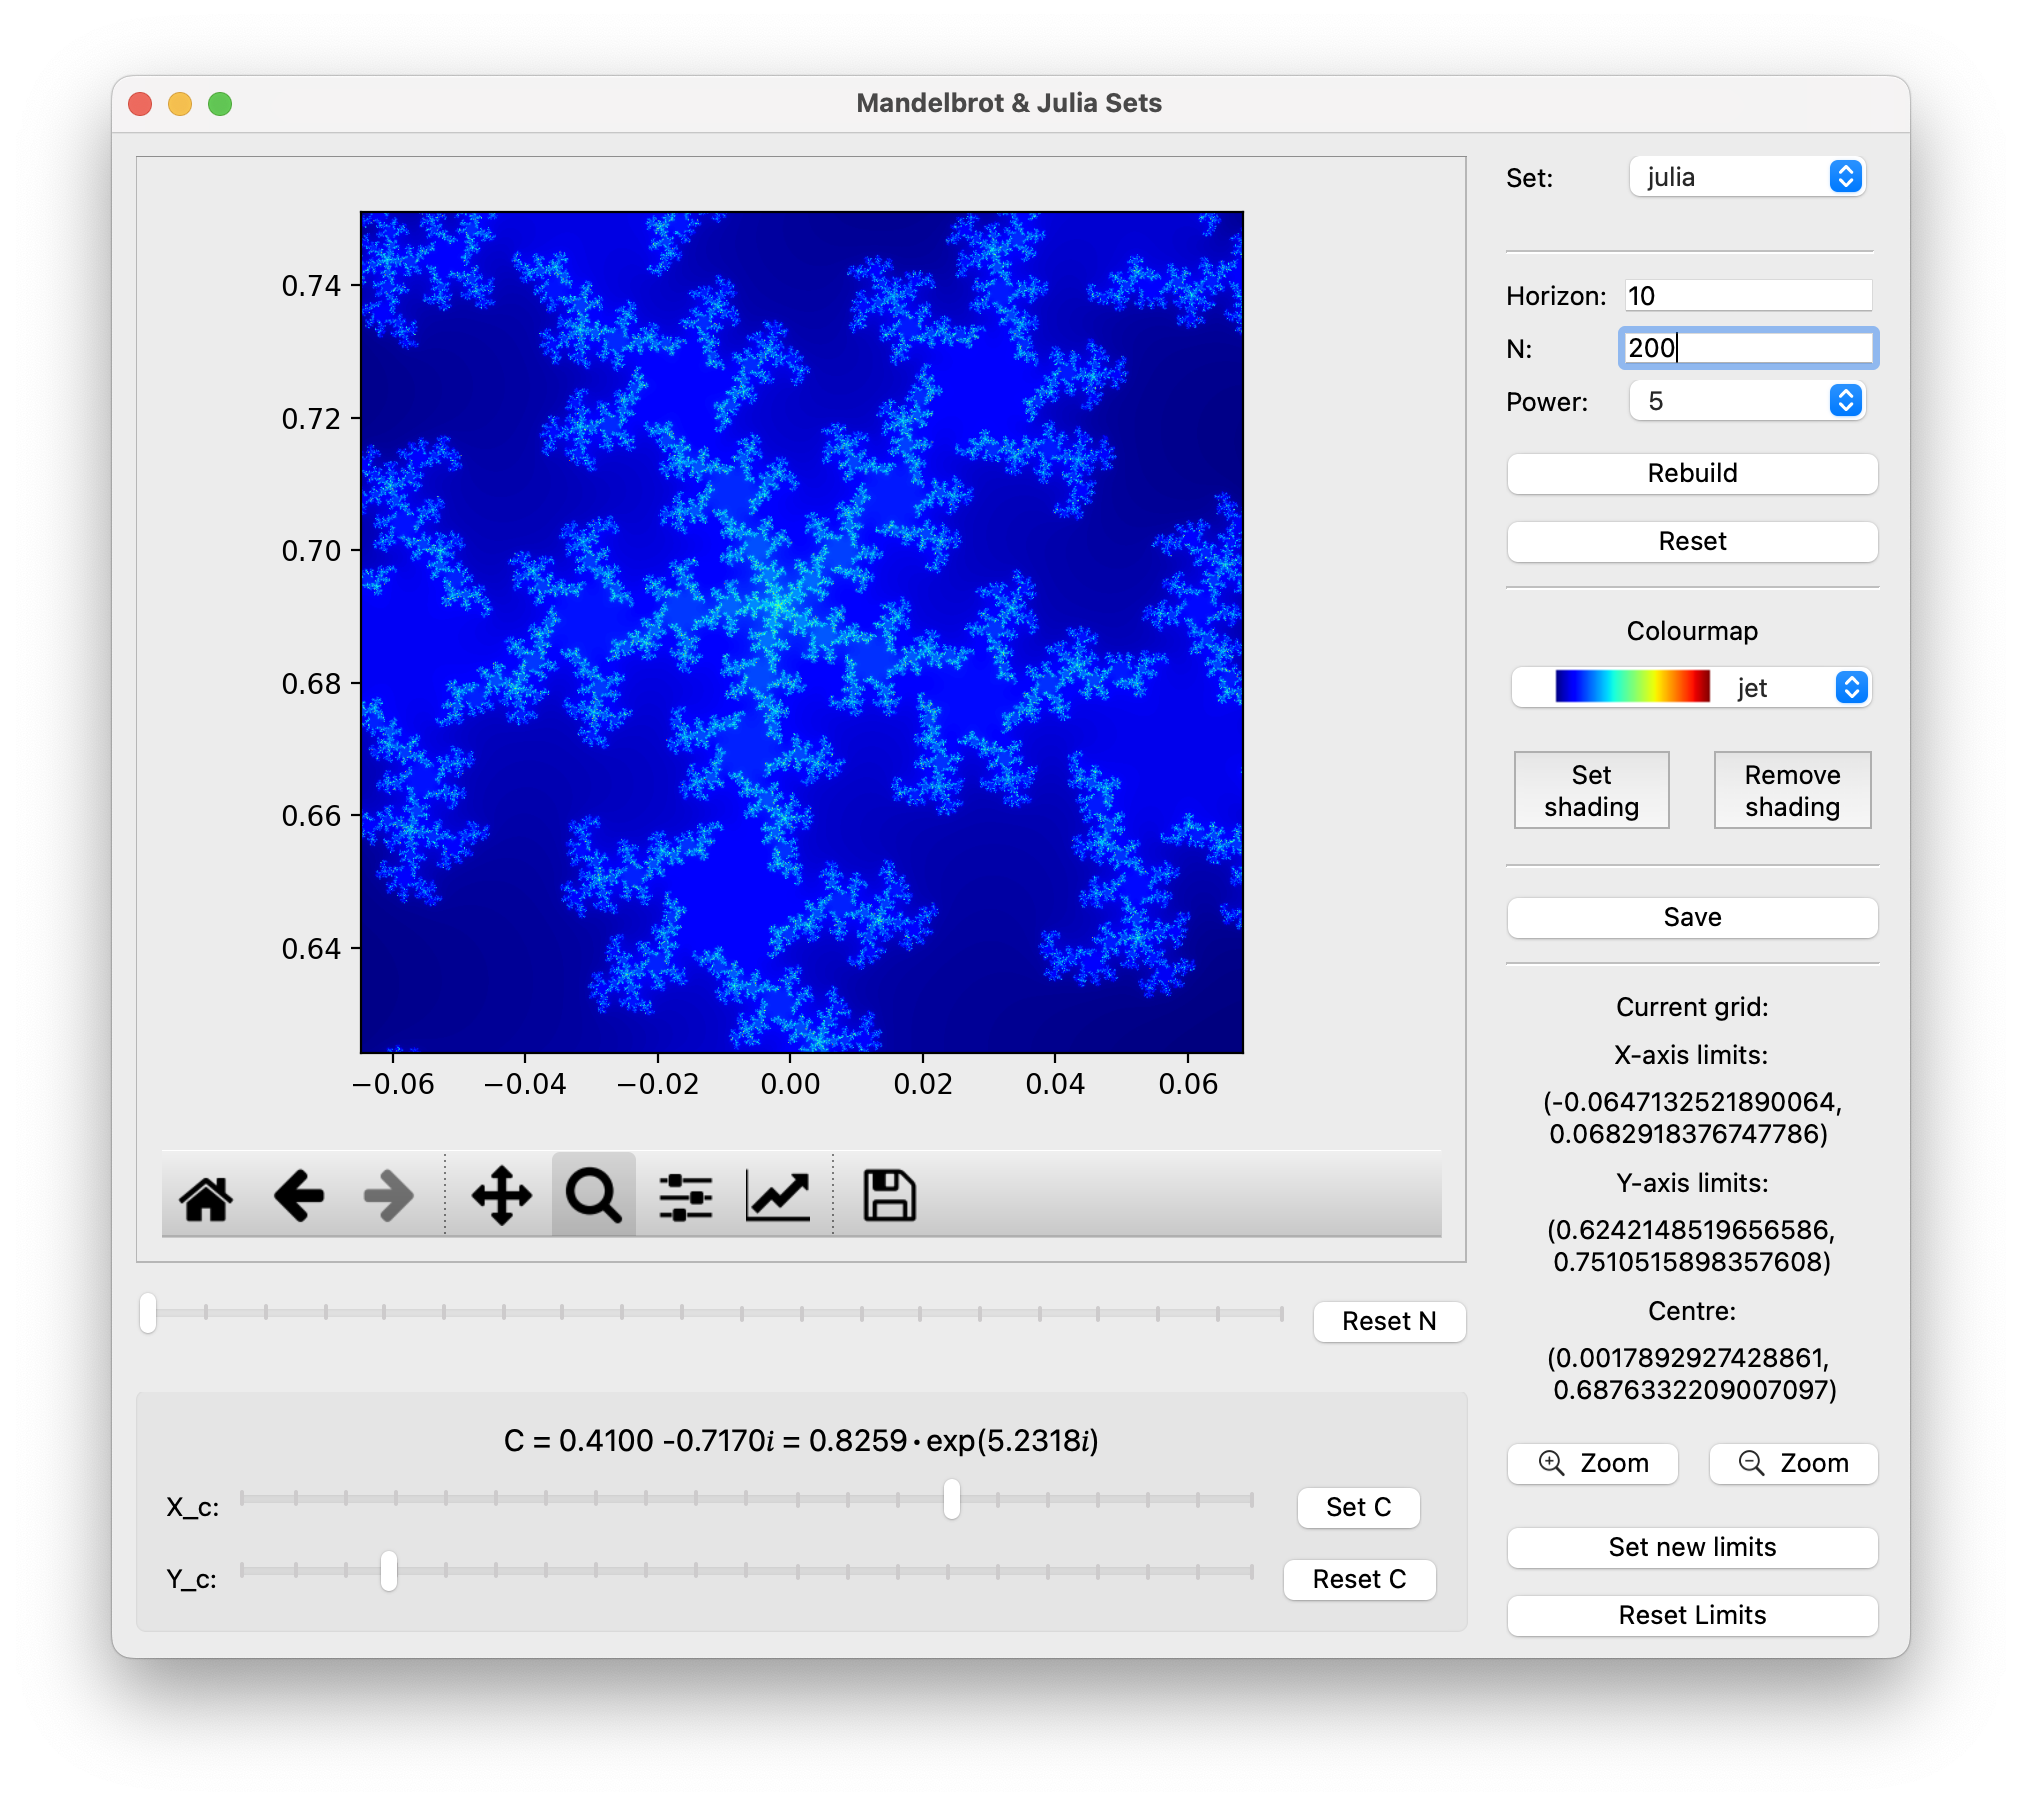 Mandelbrot & Julia Sets
Set: julia
Horizon: 10
N: 200
Power: 5
Rebuild
Reset
Colourmap
jet
Set shading
Remove shading
Save
Current grid:
X-axis limits:
(-0.0647132521890064,
0.0682918376747786)
Y-axis limits:
(0.6242148519656586,
0.7510515898357608)
Centre:
(0.0017892927428861,
0.6876332209007097)
Zoom Zoom
Set new limits
Reset Limits
0.74
0.72
0.70
0.68
0.66
0.64
−0.06 −0.04 −0.02 0.00 0.02 0.04 0.06
Reset N
C = 0.4100 -0.7170i = 0.8259·exp(5.2318i)
X_c: Set C
Y_c: Reset C